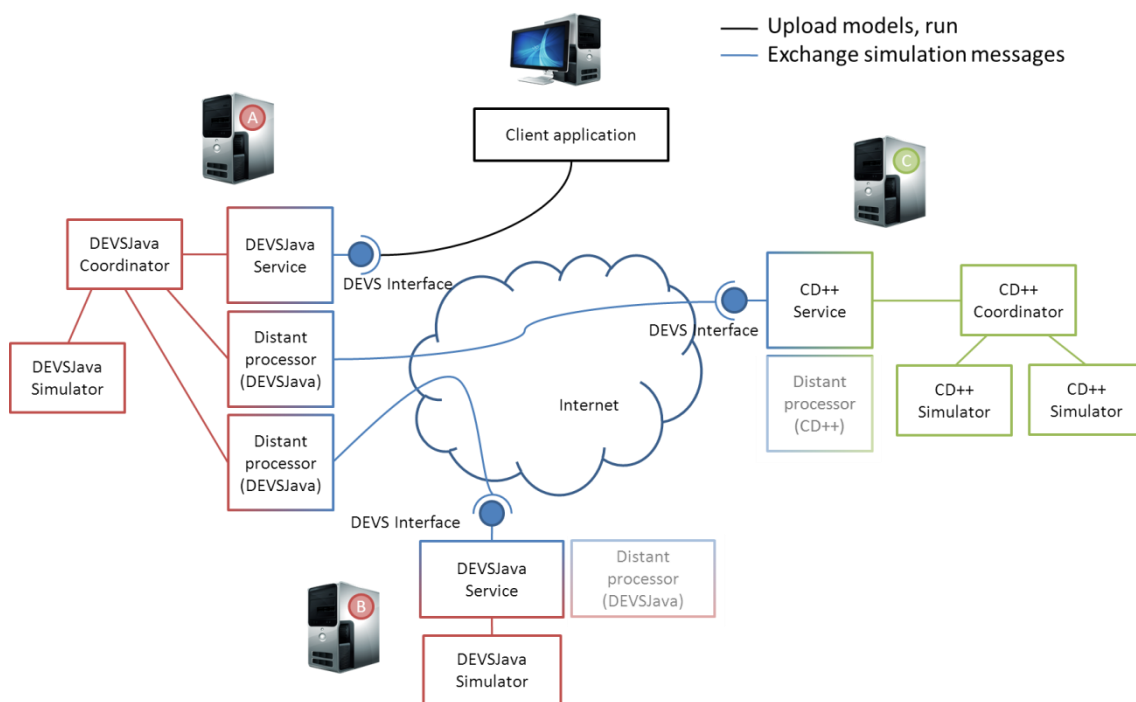 Upload models, run
Exchange simulation messages
A
Client application
C
DEVSJava
Coordinator
DEVSJava
Service
DEVS Interface
DEVSJava
Simulator
Distant
processor
(DEVSJava)
Distant
processor
(DEVSJava)
Internet
DEVS Interface
CD++
Service
CD++
Coordinator
Distant
processor
(CD++)
CD++
Simulator
CD++
Simulator
DEVS Interface
B
DEVSJava
Service
Distant
processor
(DEVSJava)
DEVSJava
Simulator